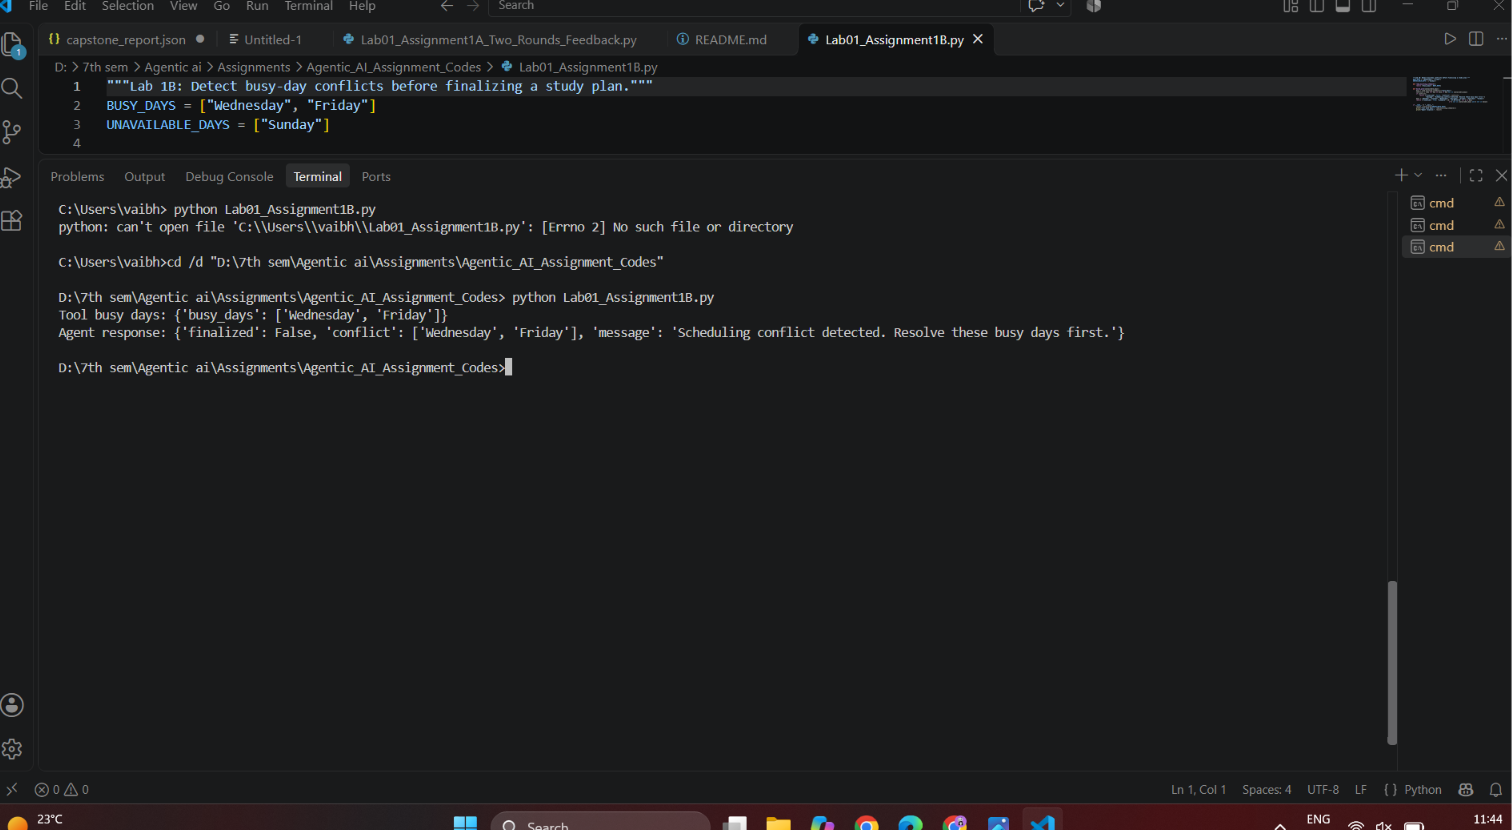 File Edit Selection View Go Run Terminal Help Search
1
{} capstone_report.json Untitled-1 Lab01_Assignment1A_Two_Rounds_Feedback.py README.md Lab01_Assignment1B.py
D: > 7th sem > Agentic ai > Assignments > Agentic_AI_Assignment_Codes > Lab01_Assignment1B.py
1 """Lab 1B: Detect busy-day conflicts before finalizing a study plan."""
2 BUSY_DAYS = ["Wednesday", "Friday"]
3 UNAVAILABLE_DAYS = ["Sunday"]
4
Problems Output Debug Console Terminal Ports
C:\Users\vaibh> python Lab01_Assignment1B.py
python: can't open file 'C:\\Users\\vaibh\\Lab01_Assignment1B.py': [Errno 2] No such file or directory
C:\Users\vaibh>cd /d "D:\7th sem\Agentic ai\Assignments\Agentic_AI_Assignment_Codes"
D:\7th sem\Agentic ai\Assignments\Agentic_AI_Assignment_Codes> python Lab01_Assignment1B.py
Tool busy days: {'busy_days': ['Wednesday', 'Friday']}
Agent response: {'finalized': False, 'conflict': ['Wednesday', 'Friday'], 'message': 'Scheduling conflict detected. Resolve these busy days first.'}
D:\7th sem\Agentic ai\Assignments\Agentic_AI_Assignment_Codes>
cmd
cmd
cmd
0 0 Ln 1, Col 1 Spaces: 4 UTF-8 LF {} Python
23°C Search ENG 11:44